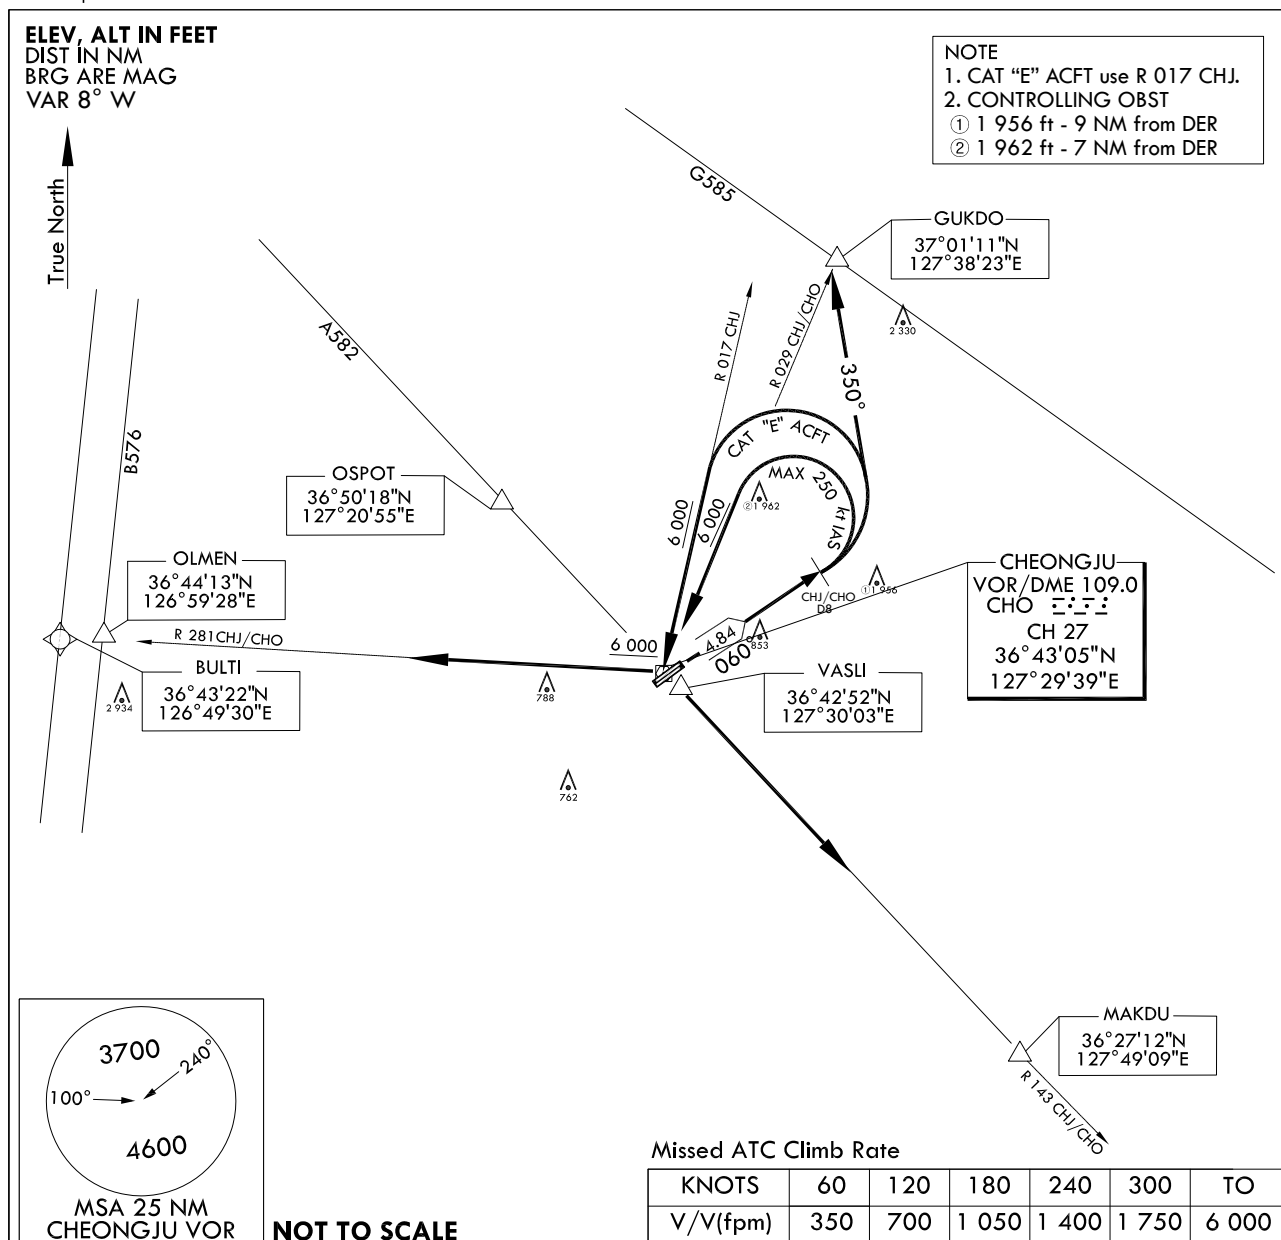 ELEV, ALT IN FEET
DIST IN NM
BRG ARE MAG
VAR 8° W
True North
NOTE
1. CAT “E” ACFT use R 017 CHJ.
2. CONTROLLING OBST
① 1 956 ft - 9 NM from DER
② 1 962 ft - 7 NM from DER
G585
GUKDO
37°01'11"N
127°38'23"E
2 330
A582
B576
R 017 CHJ
R 029 CHJ/CHO
350°
CAT "E" ACFT
MAX 250 kt IAS
6 000
6 000
②1 962
OSPOT
36°50'18"N
127°20'55"E
OLMEN
36°44'13"N
126°59'28"E
R 281CHJ/CHO
BULTI
36°43'22"N
126°49'30"E
2 934
6 000
4.84
060°
853
CHJ/CHO
D8
①1 956
CHEONGJU
VOR/DME 109.0
CHO
CH 27
36°43'05"N
127°29'39"E
VASLI
36°42'52"N
127°30'03"E
788
762
MAKDU
36°27'12"N
127°49'09"E
R 143 CHJ/CHO
3700
240°
100°
4600
MSA 25 NM
CHEONGJU VOR
NOT TO SCALE
Missed ATC Climb Rate
KNOTS 60 120 180 240 300 TO
V/V(fpm) 350 700 1 050 1 400 1 750 6 000